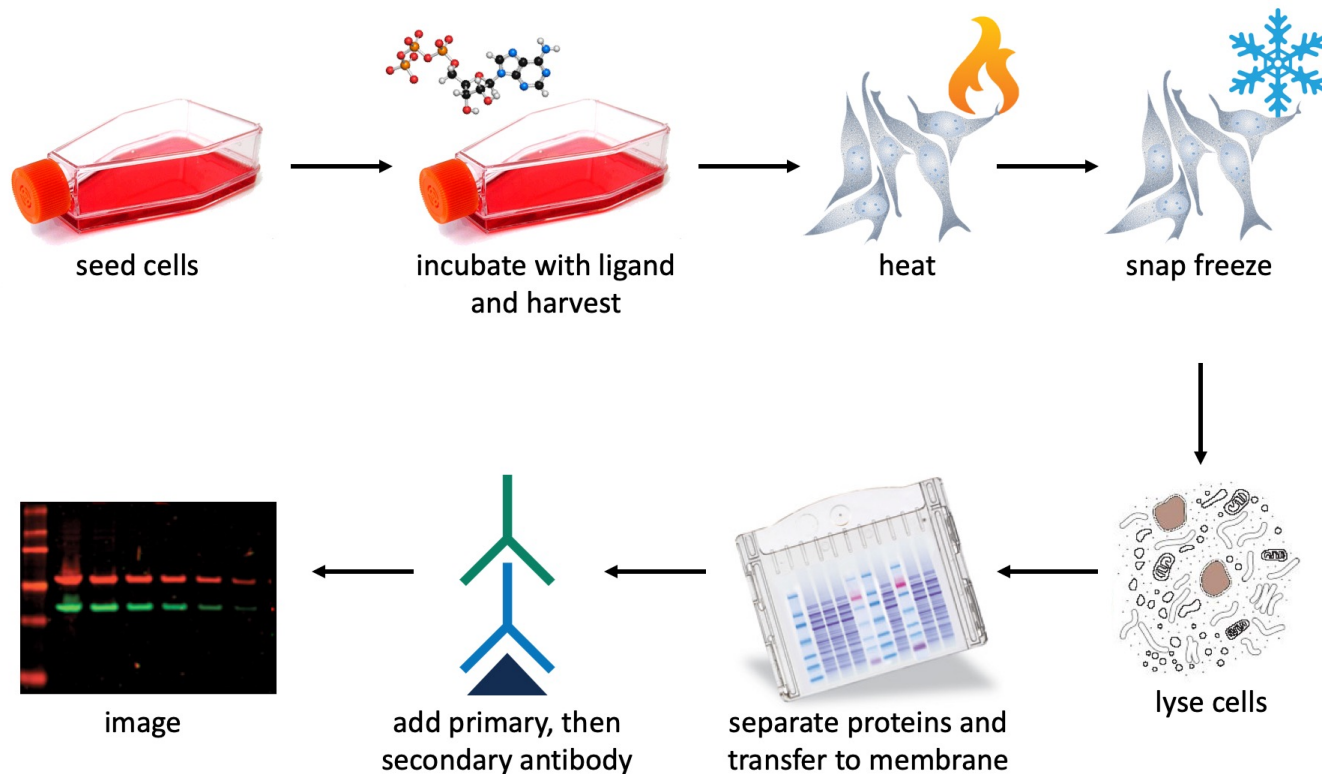 seed cells
incubate with ligand
and harvest
heat
snap freeze
lyse cells
separate proteins and
transfer to membrane
add primary, then
secondary antibody
image